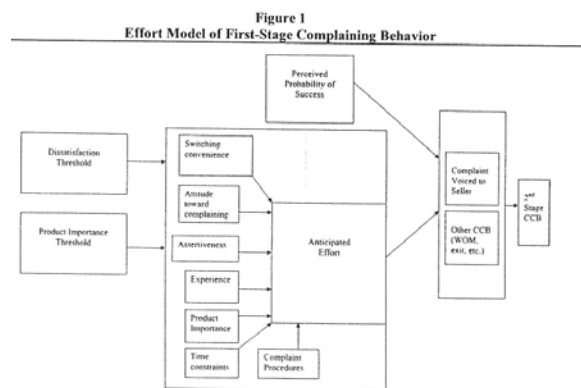 Figure 1
Effort Model of First-Stage Complaining Behavior
Perceived
Probability of
Success
Dissatisfaction
Threshold
Product Importance
Threshold
Switching
convenience
Attitude
toward
complaining
Assertiveness
Experience
Product
Importance
Time
constraints
Complaint
Procedures
Anticipated
Effort
Complaint
Voiced to
Seller
Other CCB
(WOM,
exit, etc.)
Stage
CCB